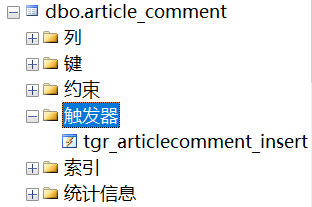 dbo.article_comment
列
键
约束
触发器
tgr_articlecomment_insert
索引
统计信息